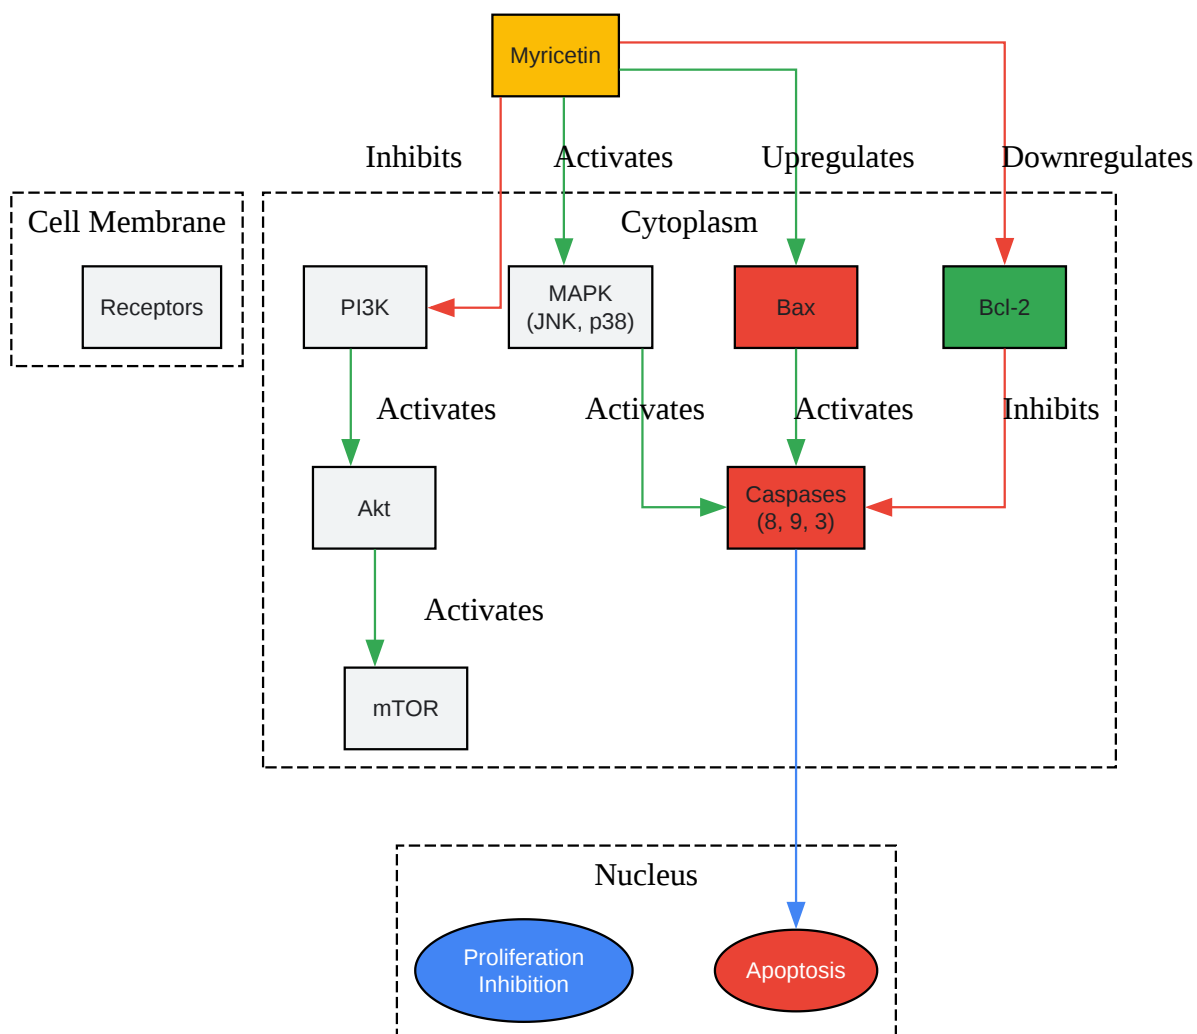 Myricetin
Inhibits
Activates
Upregulates
Downregulates
Cell Membrane
Cytoplasm
Receptors
PI3K
MAPK
(JNK, p38)
Bax
Bcl-2
Activates
Activates
Activates
Inhibits
Akt
Caspases
(8, 9, 3)
Activates
mTOR
Nucleus
Proliferation
Inhibition
Apoptosis